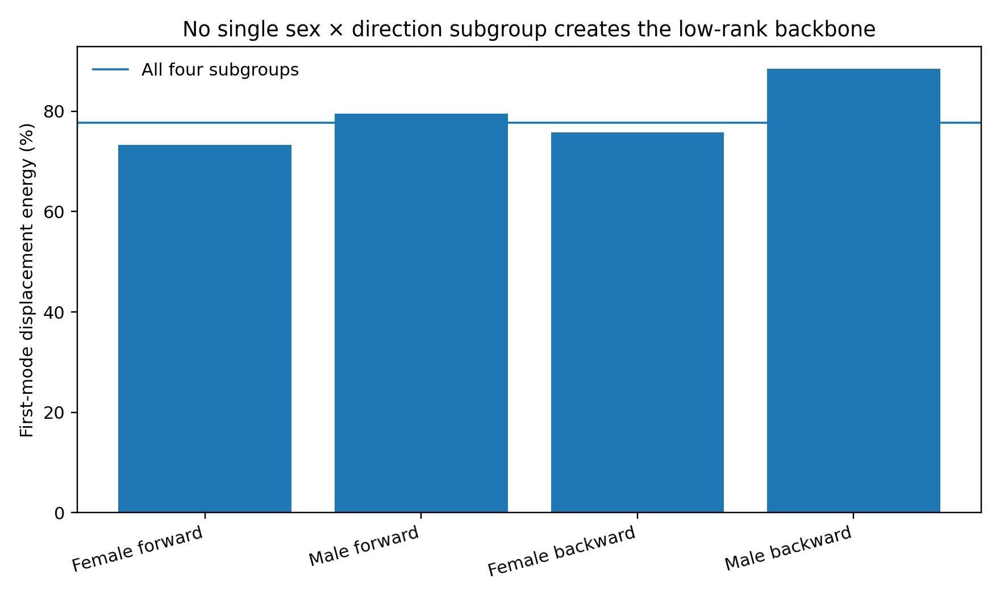 No single sex × direction subgroup creates the low-rank backbone
All four subgroups
First-mode displacement energy (%)
80
60
40
20
0
Female forward
Male forward
Female backward
Male backward